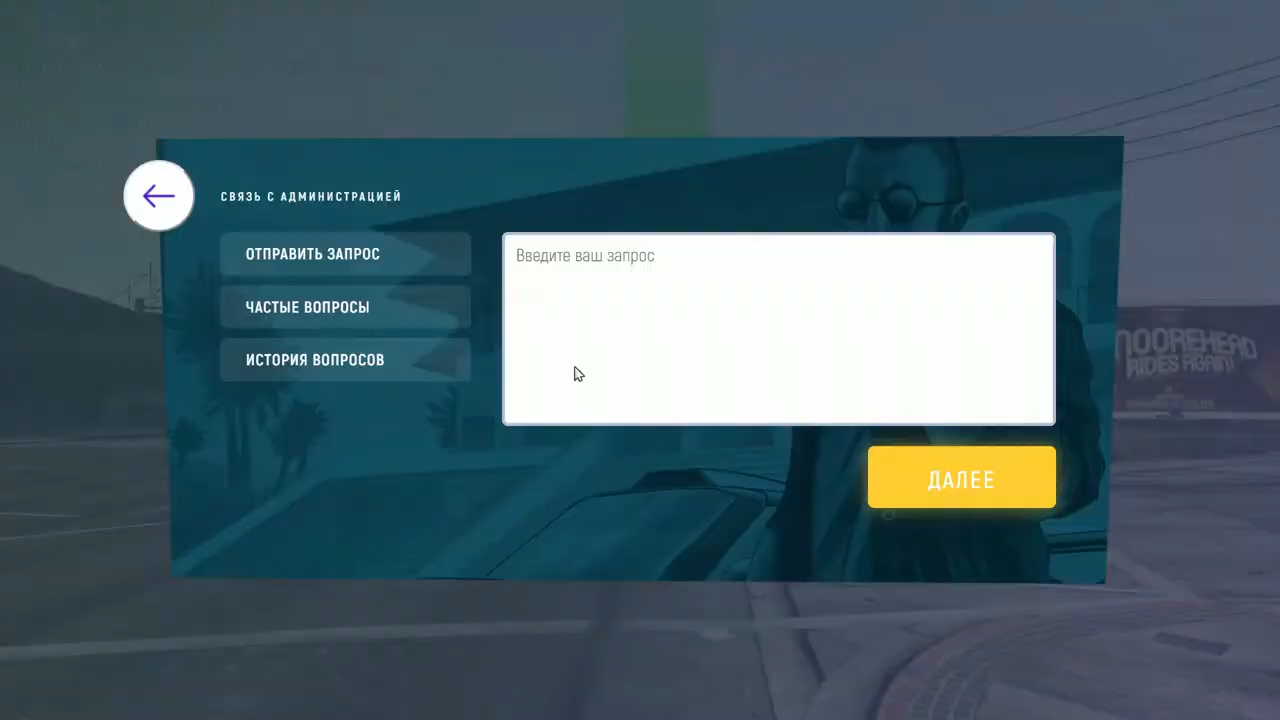 СВЯЗЬ С АДМИНИСТРАЦИЕЙ
ОТПРАВИТЬ ЗАПРОС
ЧАСТЫЕ ВОПРОСЫ
ИСТОРИЯ ВОПРОСОВ
Введите ваш запрос
ДАЛЕЕ
MOOREHEAD
RIDES AGAIN!